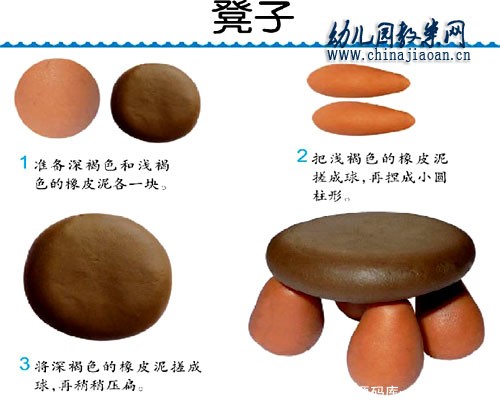 凳子
幼儿园教案网
www.chinajiaoan.cn
1 准备深褐色和浅褐
色的橡皮泥各一块。
2 把浅褐色的橡皮泥
搓成球,再捏成小圆
柱形。
3 将深褐色的橡皮泥搓成
球,再稍稍压扁。
码库